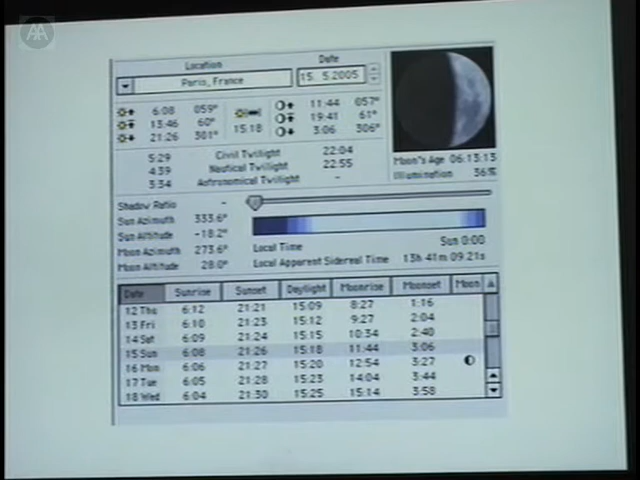 AA
Location
Date
Paris, France
15. 5.2005
6:08 059°
13:46 60°
21:26 301°
15:18
11:44 057°
19:41 61°
3:06 306°
5:29 Civil Twilight 22:04
4:39 Nautical Twilight 22:55
3:34 Astronomical Twilight -
Moon's Age 06:13:13
Illumination 36%
Shadow Ratio -
Sun Azimuth 333.6°
Sun Altitude -18.2°
Moon Azimuth 273.6°
Moon Altitude 28.0°
Local Time Sun 0:00
Local Apparent Sidereal Time 13h 41m 09.21s
Date Sunrise Sunset Daylight Moonrise Moonset Moon
12 Thu 6:12 21:21 15:09 8:27 1:16
13 Fri 6:10 21:23 15:12 9:27 2:04
14 Sat 6:09 21:24 15:15 10:34 2:40
15 Sun 6:08 21:26 15:18 11:44 3:06
16 Mon 6:06 21:27 15:20 12:54 3:27
17 Tue 6:05 21:28 15:23 14:04 3:44
18 Wed 6:04 21:30 15:25 15:14 3:58